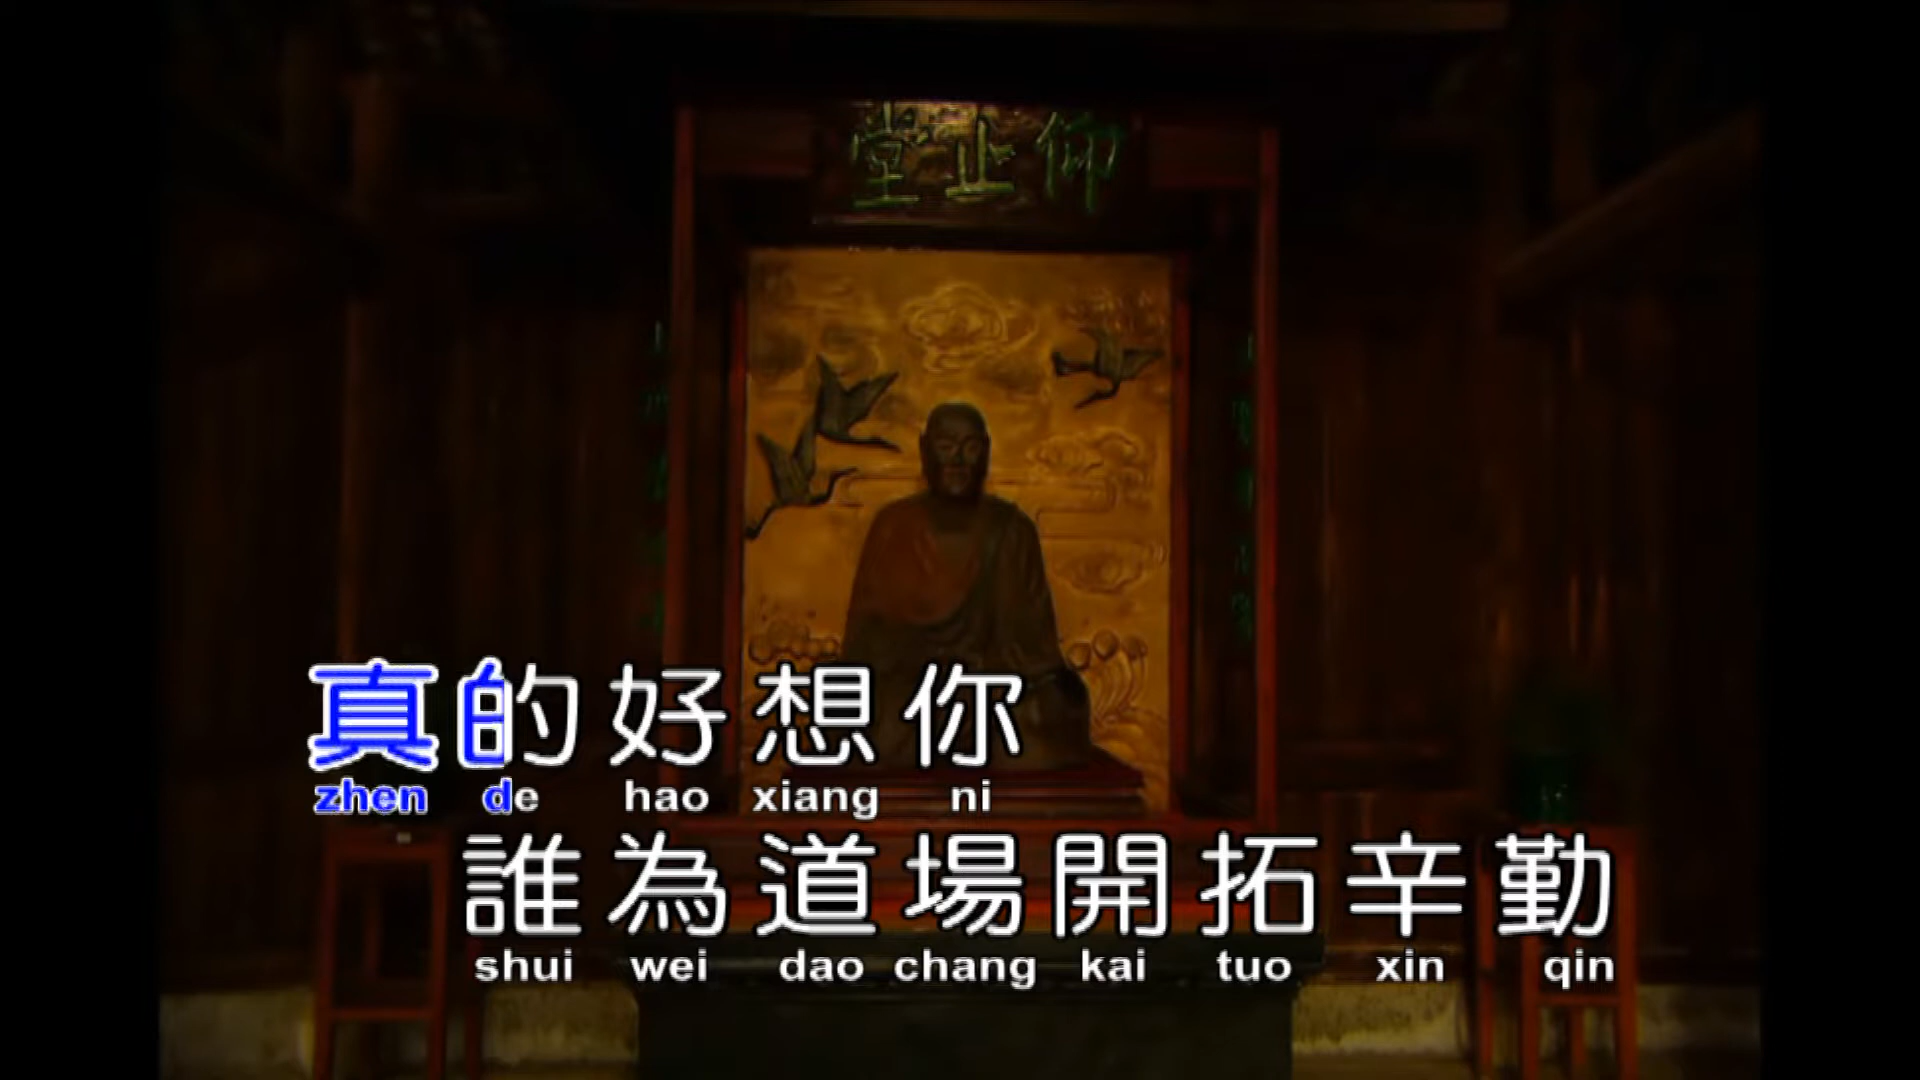 仰止堂
真的好想你
zhen de hao xiang ni
誰為道場開拓辛勤
shui wei dao chang kai tuo xin qin